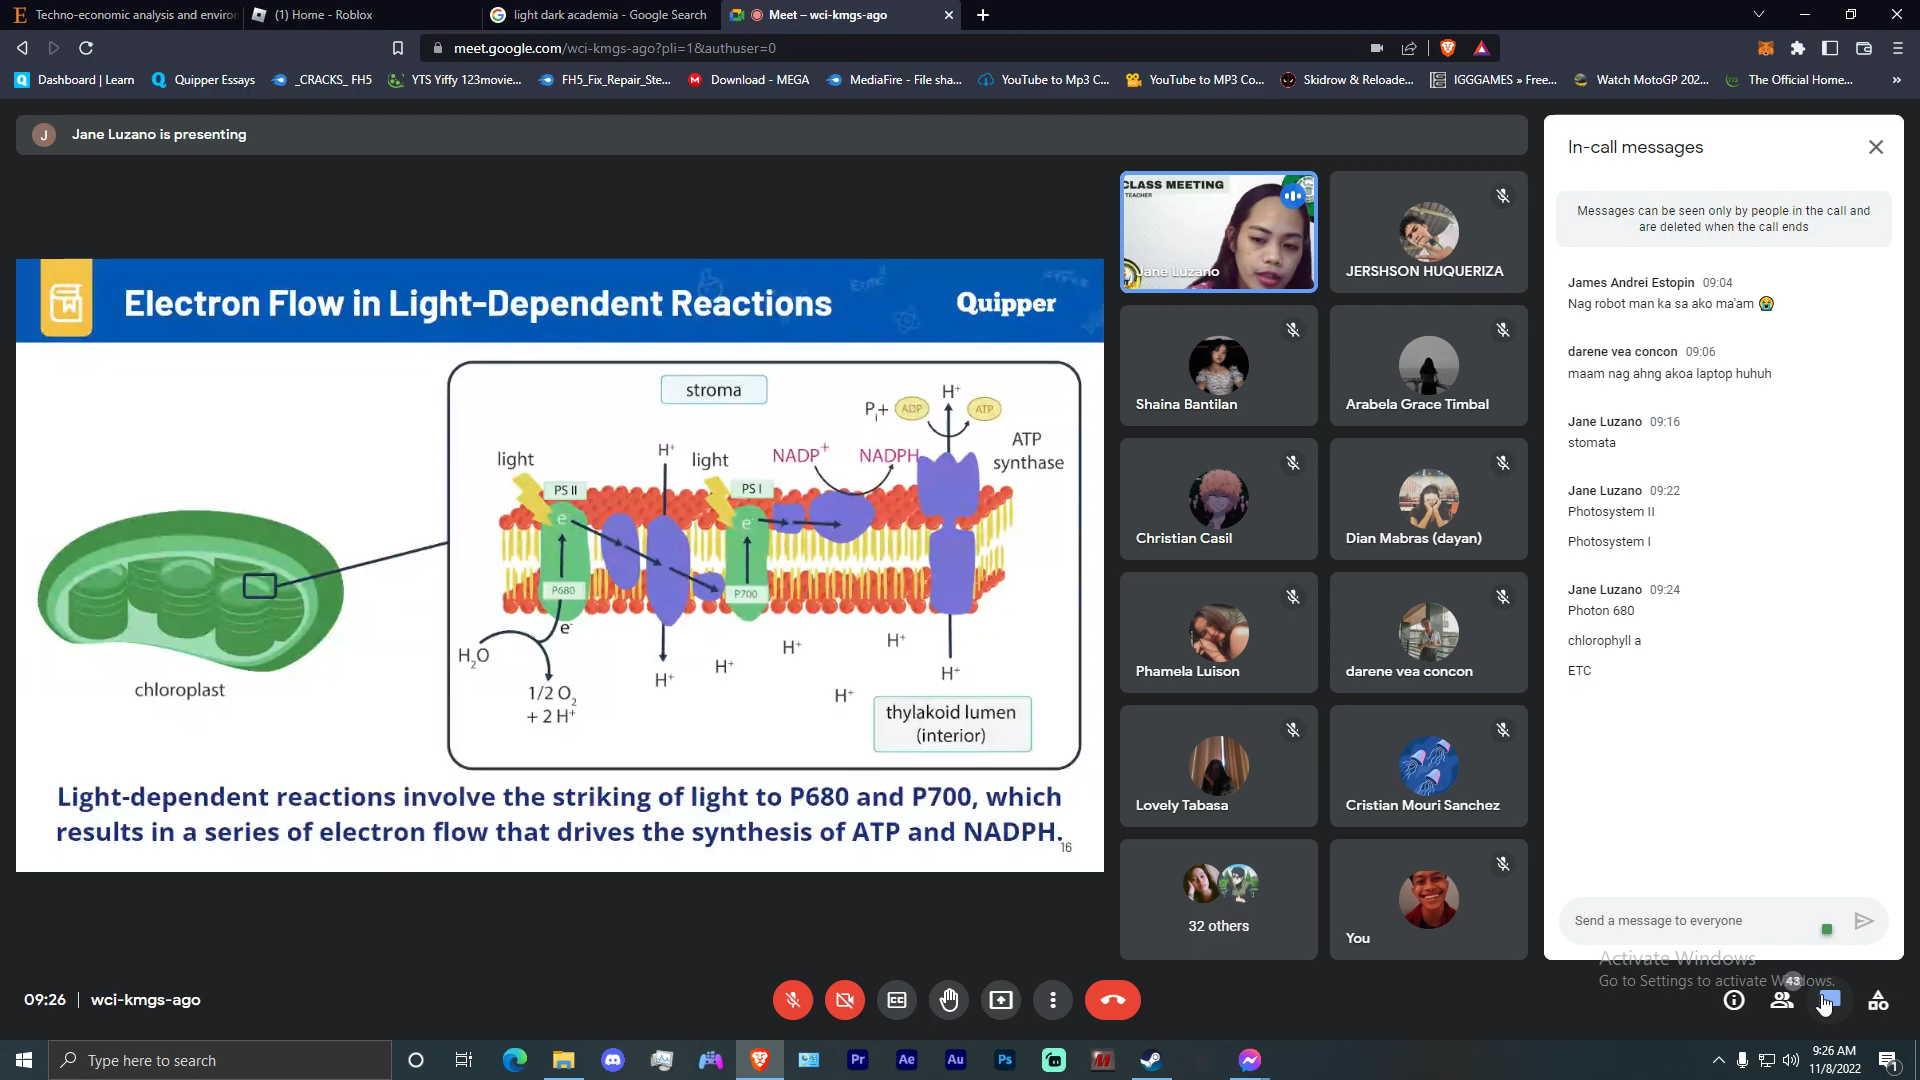 Techno-economic analysis and environ
(1) Home - Roblox
light dark academia - Google Search
Meet – wci-kmgs-ago
meet.google.com/wci-kmgs-ago?pli=1&authuser=0
Dashboard | Learn
Quipper Essays
_CRACKS_ FH5
YTS Yiffy 123movie...
FH5_Fix_Repair_Ste...
Download - MEGA
MediaFire - File sha...
YouTube to Mp3 C...
YouTube to MP3 Co...
Skidrow & Reloade...
IGGGAMES » Free...
Watch MotoGP 202...
The Official Home...
»
J
Jane Luzano is presenting
Electron Flow in Light-Dependent Reactions
Quipper
stroma
Pi+
ADP
H⁺
ATP
ATP
synthase
light
H⁺
light
NADP⁺
NADPH
PS II
PS I
e⁻
e⁻
P680
P700
e⁻
H₂O
1/2 O₂
+ 2 H⁺
H⁺
H⁺
H⁺
H⁺
H⁺
H⁺
thylakoid lumen
(interior)
chloroplast
Light-dependent reactions involve the striking of light to P680 and P700, which
results in a series of electron flow that drives the synthesis of ATP and NADPH.
16
CLASS MEETING
TEACHER
Jane Luzano
JERSHSON HUQUERIZA
Shaina Bantilan
Arabela Grace Timbal
Christian Casil
Dian Mabras (dayan)
Phamela Luison
darene vea concon
Lovely Tabasa
Cristian Mouri Sanchez
32 others
You
In-call messages
Messages can be seen only by people in the call and
are deleted when the call ends
James Andrei Estopin 09:04
Nag robot man ka sa ako ma'am 😭
darene vea concon 09:06
maam nag ahng akoa laptop huhuh
Jane Luzano 09:16
stomata
Jane Luzano 09:22
Photosystem II
Photosystem I
Jane Luzano 09:24
Photon 680
chlorophyll a
ETC
Send a message to everyone
Activate Windows
Go to Settings to activate Windows.
09:26 | wci-kmgs-ago
43
Type here to search
Pr
Ae
Au
Ps
9:26 AM
11/8/2022
1